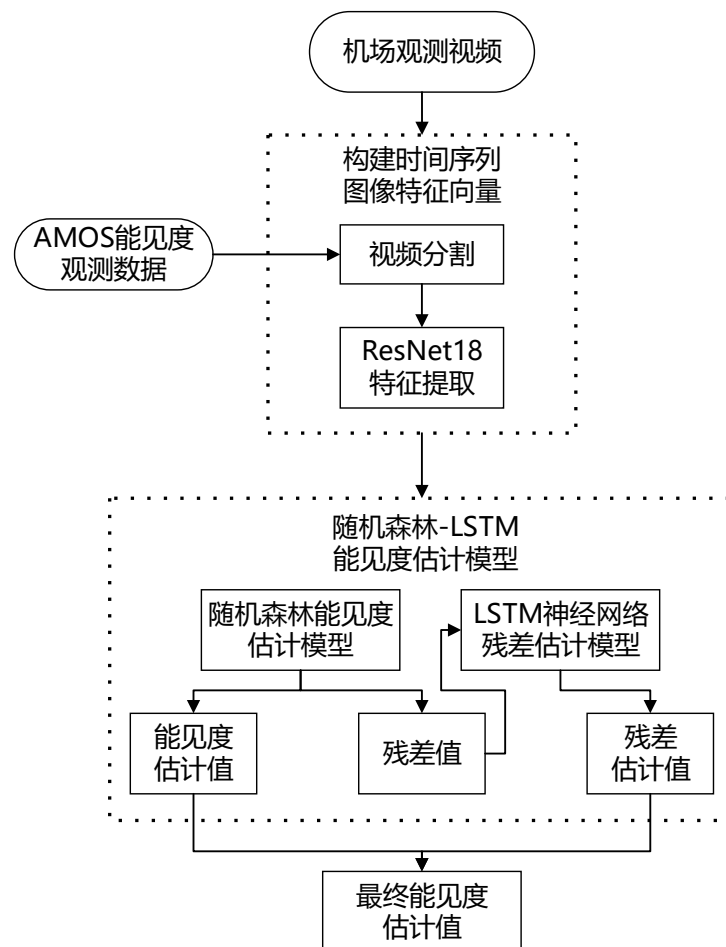 机场观测视频
构建时间序列
图像特征向量
AMOS能见度
观测数据
视频分割
ResNet18
特征提取
随机森林-LSTM
能见度估计模型
随机森林能见度
估计模型
LSTM神经网络
残差估计模型
能见度
估计值
残差值
残差
估计值
最终能见度
估计值